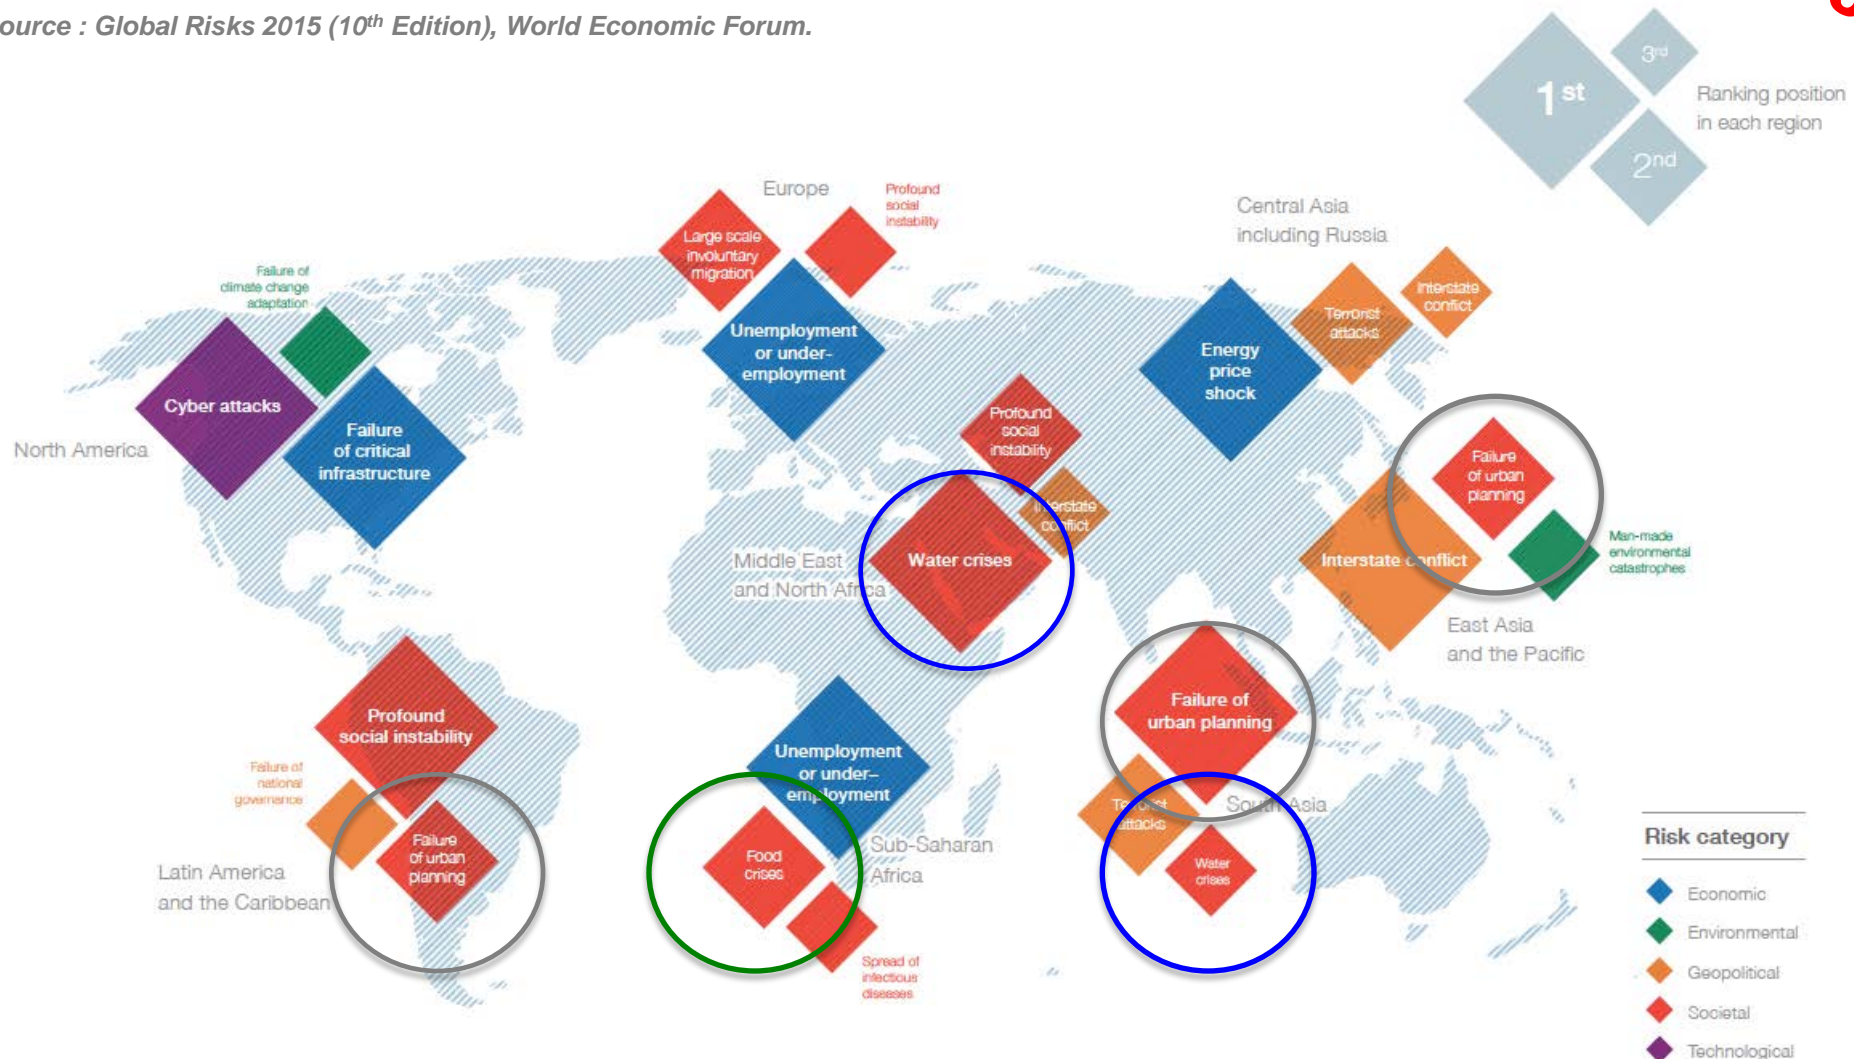 ource : Global Risks 2015 (10th Edition), World Economic Forum.
1st
3rd
2nd
Ranking position
in each region
Europe
Large scale
involuntary
migration
Profound
social
instability
Unemployment
or under-
employment
Central Asia
including Russia
Energy
price
shock
Terrorist
attacks
Interstate
conflict
Failure of
climate change
adaptation
Cyber attacks
Failure
of critical
infrastructure
North America
Profound
social
instability
Interstate
conflict
Water crises
Middle East
and North Africa
Failure
of urban
planning
Interstate conflict
Man-made
environmental
catastrophes
East Asia
and the Pacific
Profound
social instability
Failure of
national
governance
Failure
of urban
planning
Latin America
and the Caribbean
Unemployment
or under–
employment
Food
crises
Sub-Saharan
Africa
Spread of
infectious
diseases
Failure of
urban planning
Terrorist
attacks
South Asia
Water
crises
Risk category
Economic
Environmental
Geopolitical
Societal
Technological